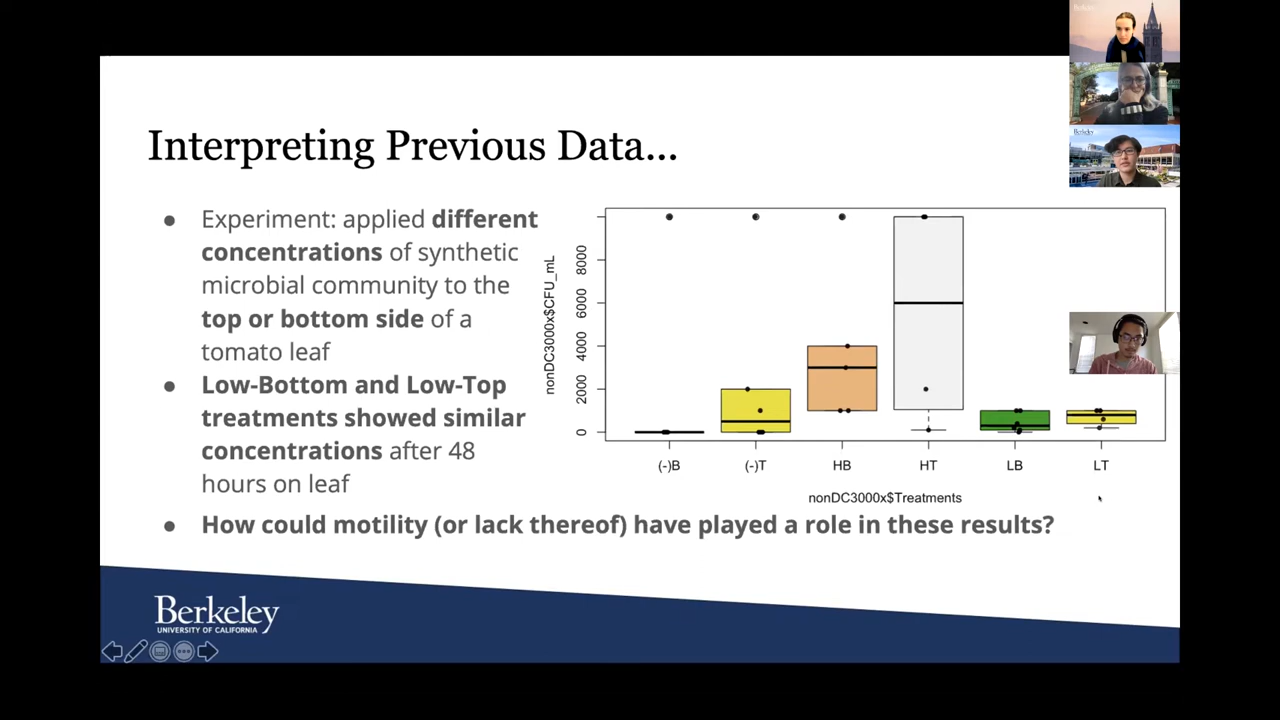 Interpreting Previous Data...
● Experiment: applied different
concentrations of synthetic
microbial community to the
top or bottom side of a
tomato leaf
● Low-Bottom and Low-Top
treatments showed similar
concentrations after 48
hours on leaf
● How could motility (or lack thereof) have played a role in these results?
nonDC3000x$CFU_mL
8000
6000
4000
2000
0
(-)B (-)T HB HT LB LT
nonDC3000x$Treatments
Berkeley
UNIVERSITY OF CALIFORNIA
Berkeley
Berkeley